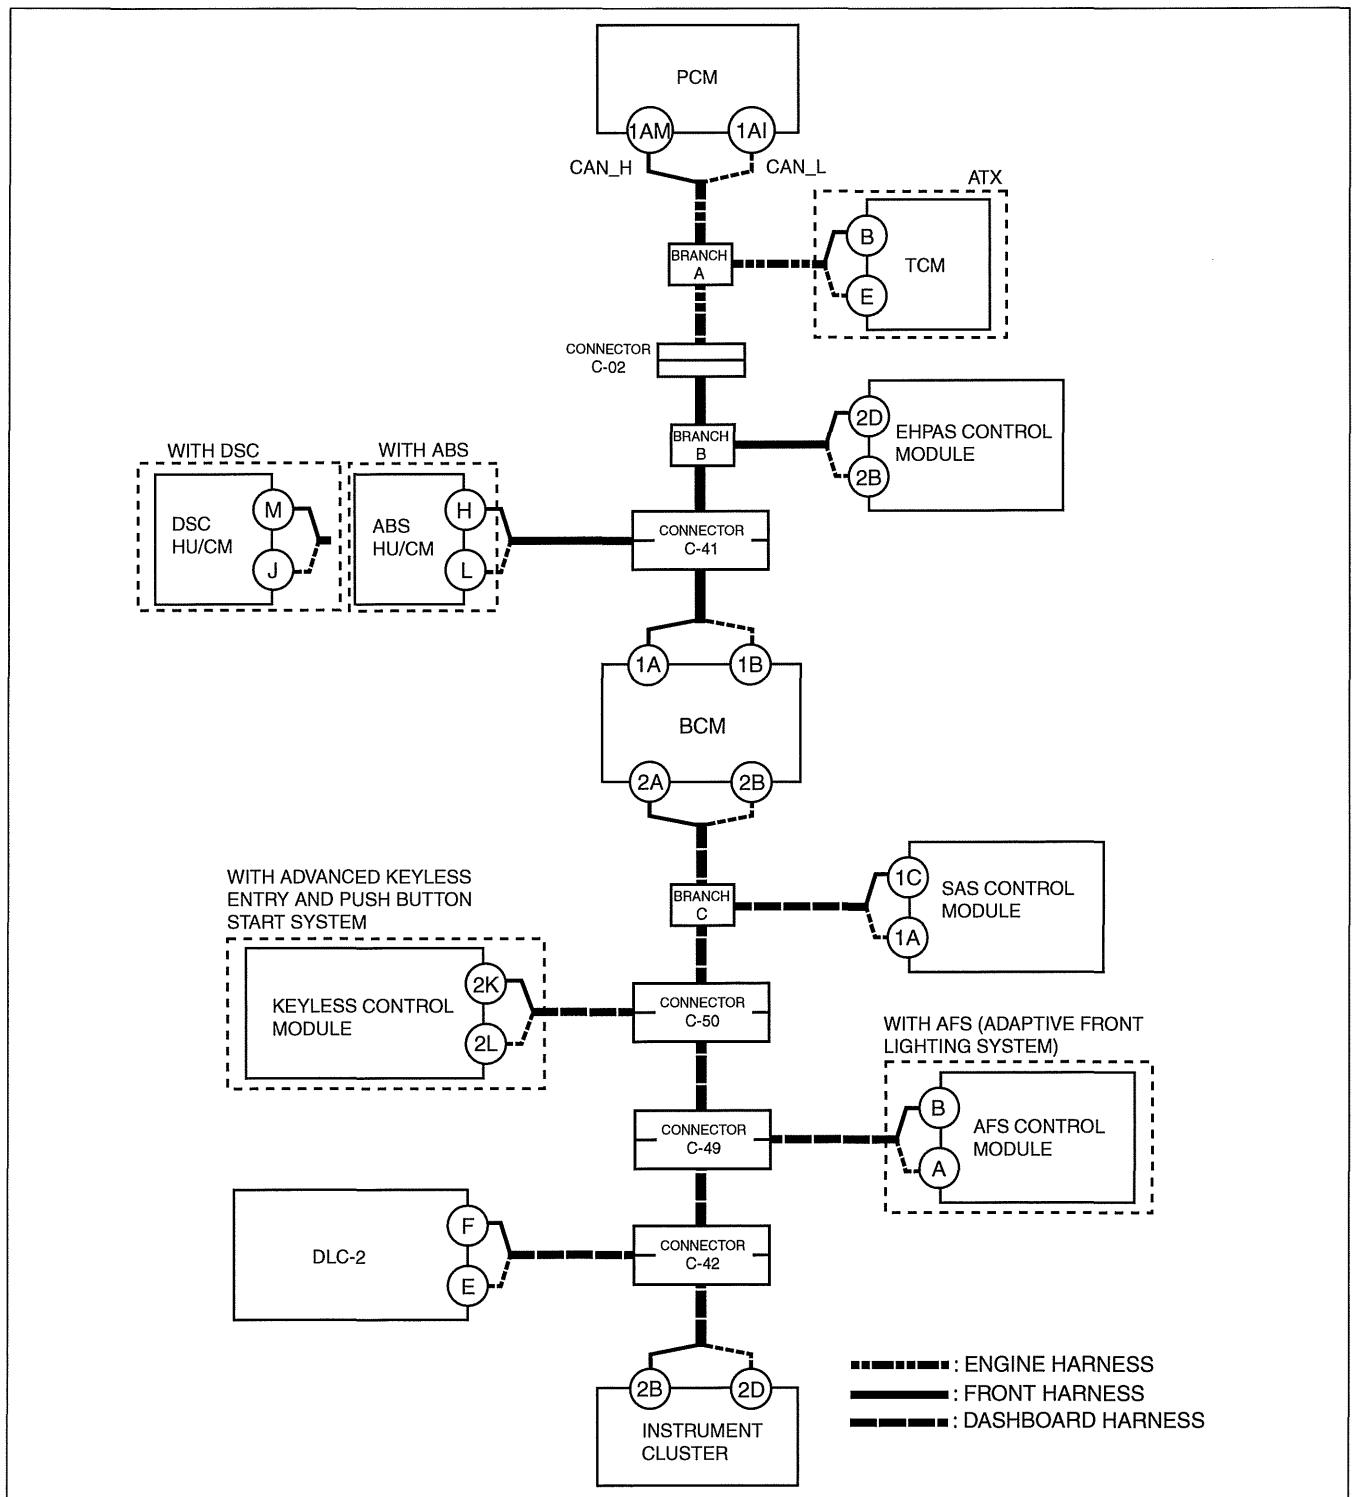 PCM
1AM
1AI
CAN_H
CAN_L
ATX
BRANCH
A
B
TCM
E
CONNECTOR
C-02
2D
EHPAS CONTROL
MODULE
BRANCH
B
2B
WITH DSC
WITH ABS
M
DSC
HU/CM
J
H
ABS
HU/CM
L
CONNECTOR
C-41
1A
1B
BCM
2A
2B
WITH ADVANCED KEYLESS
ENTRY AND PUSH BUTTON
START SYSTEM
BRANCH
C
1C
SAS CONTROL
MODULE
1A
2K
KEYLESS CONTROL
MODULE
2L
CONNECTOR
C-50
WITH AFS (ADAPTIVE FRONT
LIGHTING SYSTEM)
CONNECTOR
C-49
B
AFS CONTROL
MODULE
A
F
DLC-2
E
CONNECTOR
C-42
2B
2D
INSTRUMENT
CLUSTER
: ENGINE HARNESS
: FRONT HARNESS
: DASHBOARD HARNESS